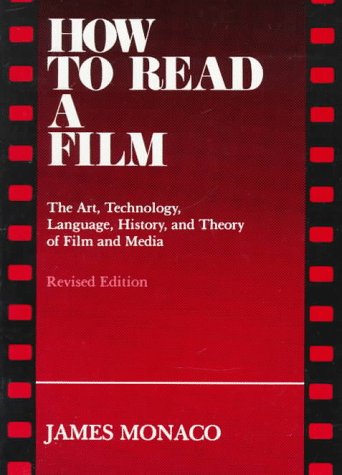 HOW
TO READ
A
FILM
The Art, Technology,
Language, History, and Theory
of Film and Media
Revised Edition
JAMES MONACO